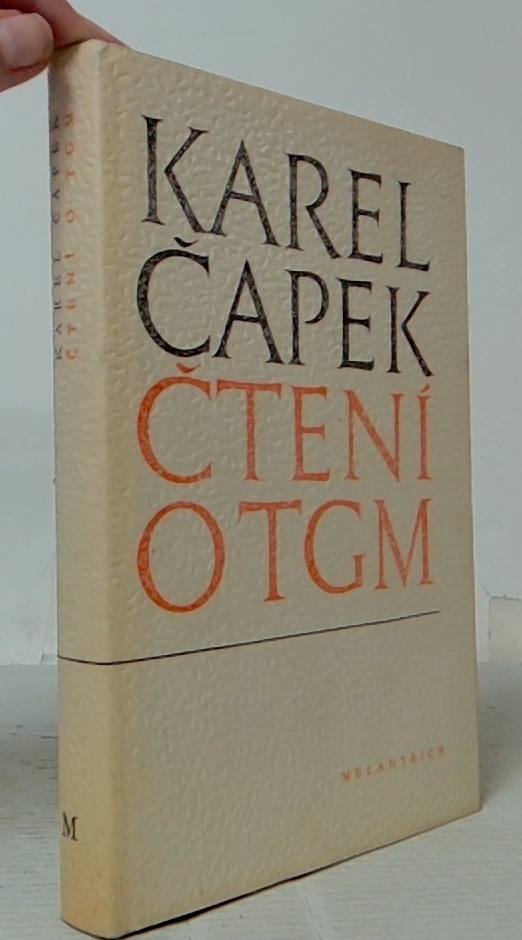 KAREL
ČAPEK
ČTENÍ
O TGM
MELANTRICH
KAREL ČAPEK
ČTENÍ O TGM
M